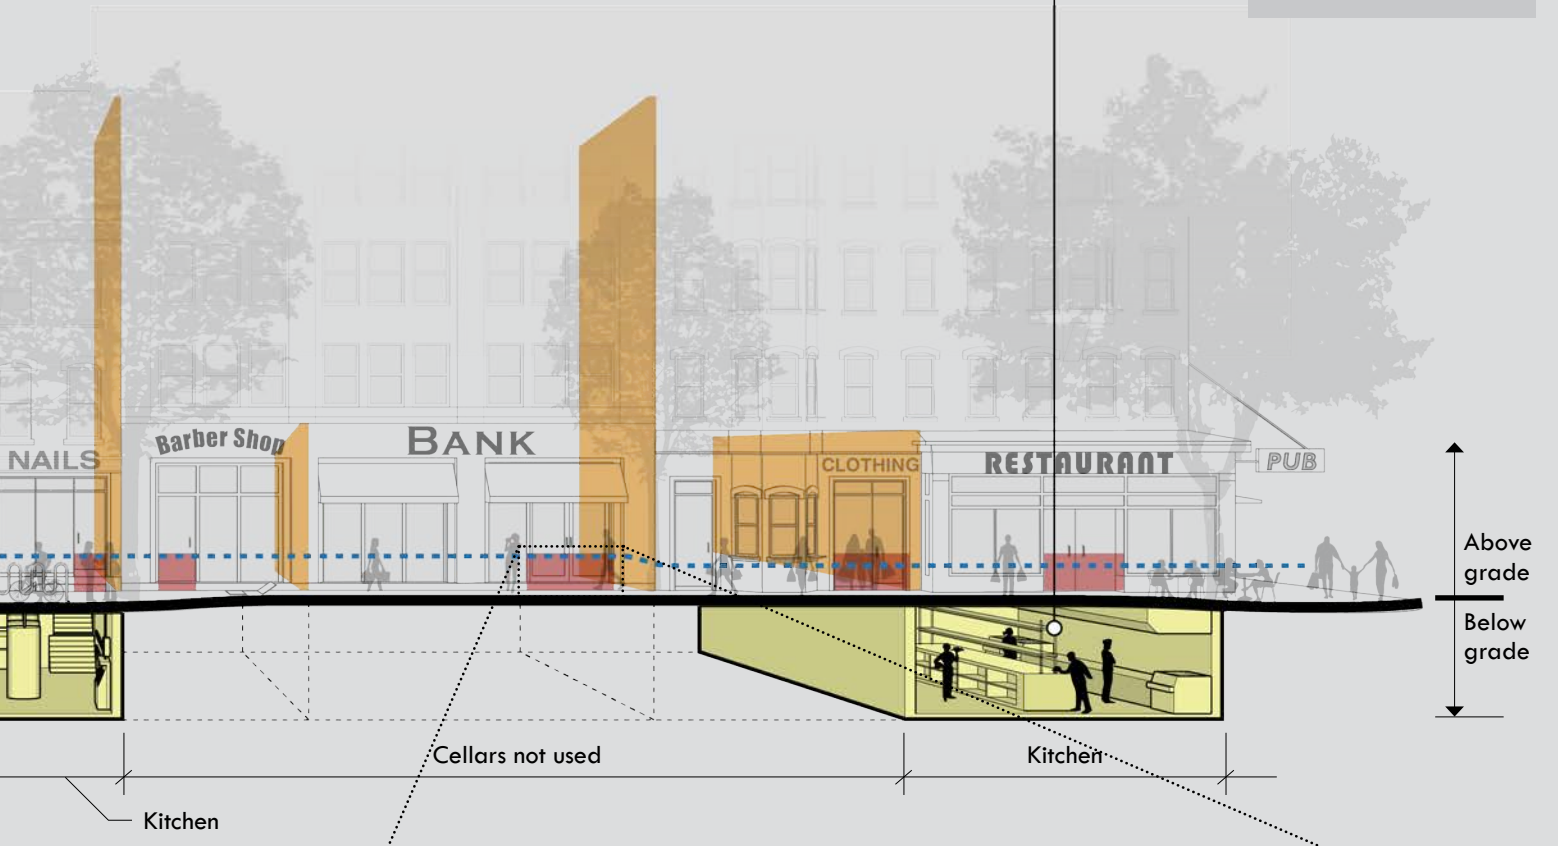 Barber Shop
BANK
NAILS
CLOTHING
RESTAURANT
PUB
Above
grade
Below
grade
Cellars not used
Kitchen
Kitchen